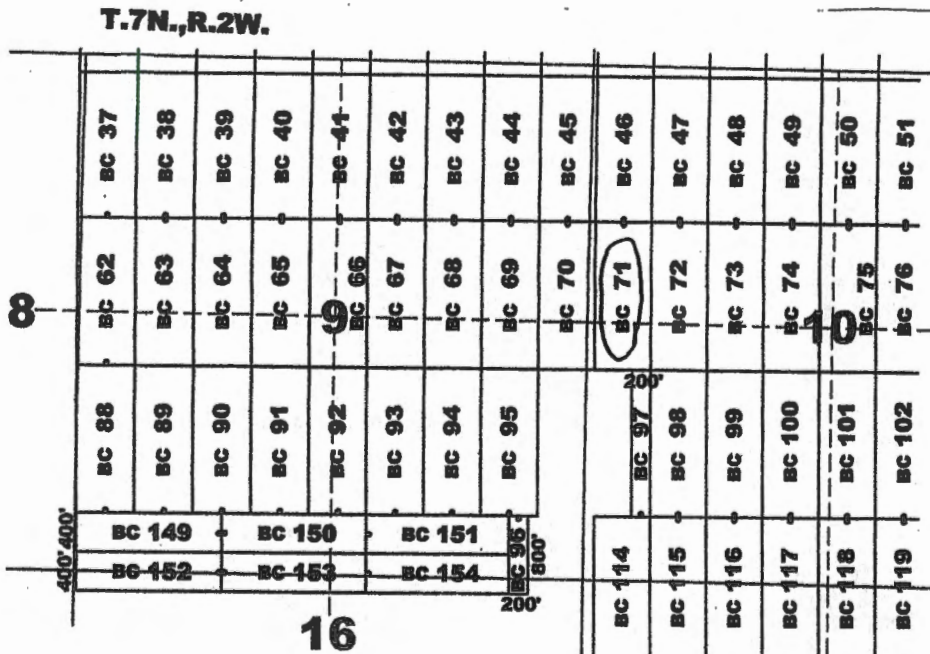 T.7N.,R.2W.
BC 37 BC 38 BC 39 BC 40 BC 41 BC 42 BC 43 BC 44 BC 45 BC 46 BC 47 BC 48 BC 49 BC 50 BC 51
BC 62 BC 63 BC 64 BC 65 BC 66 BC 67 BC 68 BC 69 BC 70 BC 71 BC 72 BC 73 BC 74 BC 75 BC 76
8 9 10
200'
BC 88 BC 89 BC 90 BC 91 BC 92 BC 93 BC 94 BC 95 BC 97 BC 98 BC 99 BC 100 BC 101 BC 102
400' BC 149 BC 150 BC 151 BC 96 800'
400' BC 152 BC 153 BC 154 BC 114 BC 115 BC 116 BC 117 BC 118 BC 119
200'
16